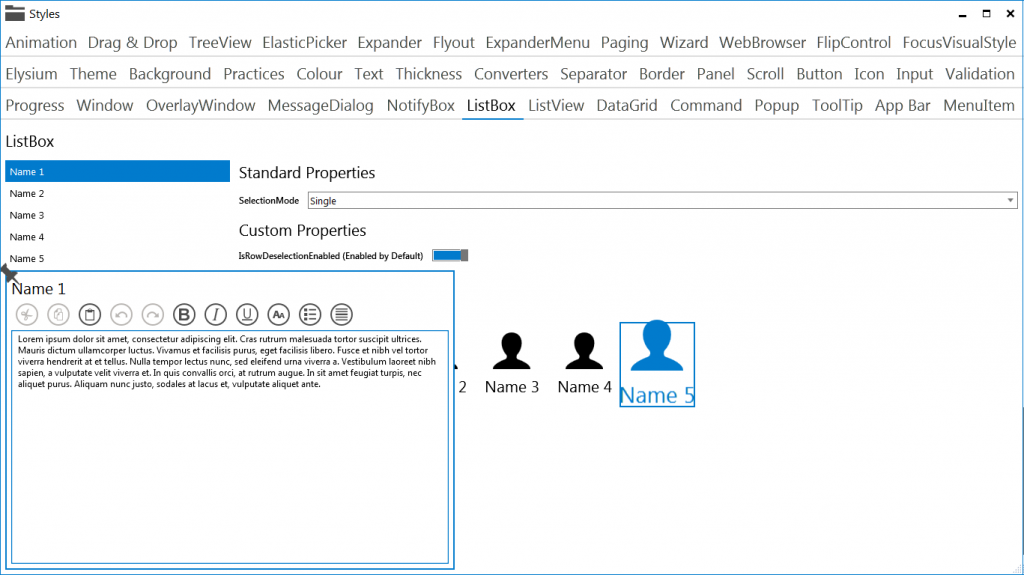 Styles
Animation Drag & Drop TreeView ElasticPicker Expander Flyout ExpanderMenu Paging Wizard WebBrowser FlipControl FocusVisualStyle
Elysium Theme Background Practices Colour Text Thickness Converters Separator Border Panel Scroll Button Icon Input Validation
Progress Window OverlayWindow MessageDialog NotifyBox ListBox ListView DataGrid Command Popup ToolTip App Bar MenuItem
ListBox
Name 1
Name 2
Name 3
Name 4
Name 5
Standard Properties
SelectionMode Single
Custom Properties
IsRowDeselectionEnabled (Enabled by Default)
Name 1
B I U AA
Lorem ipsum dolor sit amet, consectetur adipiscing elit. Cras rutrum malesuada tortor suscipit ultrices.
Mauris dictum ullamcorper luctus. Vivamus et facilisis purus, eget facilisis libero. Fusce et nibh vel tortor
viverra hendrerit at et tellus. Nulla tempor lectus nunc, sed eleifend urna viverra a. Vestibulum laoreet nibh
sapien, a vulputate velit viverra et. In quis convallis orci, at rutrum augue. In sit amet feugiat turpis, nec
aliquet purus. Aliquam nunc justo, sodales at lacus et, vulputate aliquet ante.
2 Name 3 Name 4 Name 5